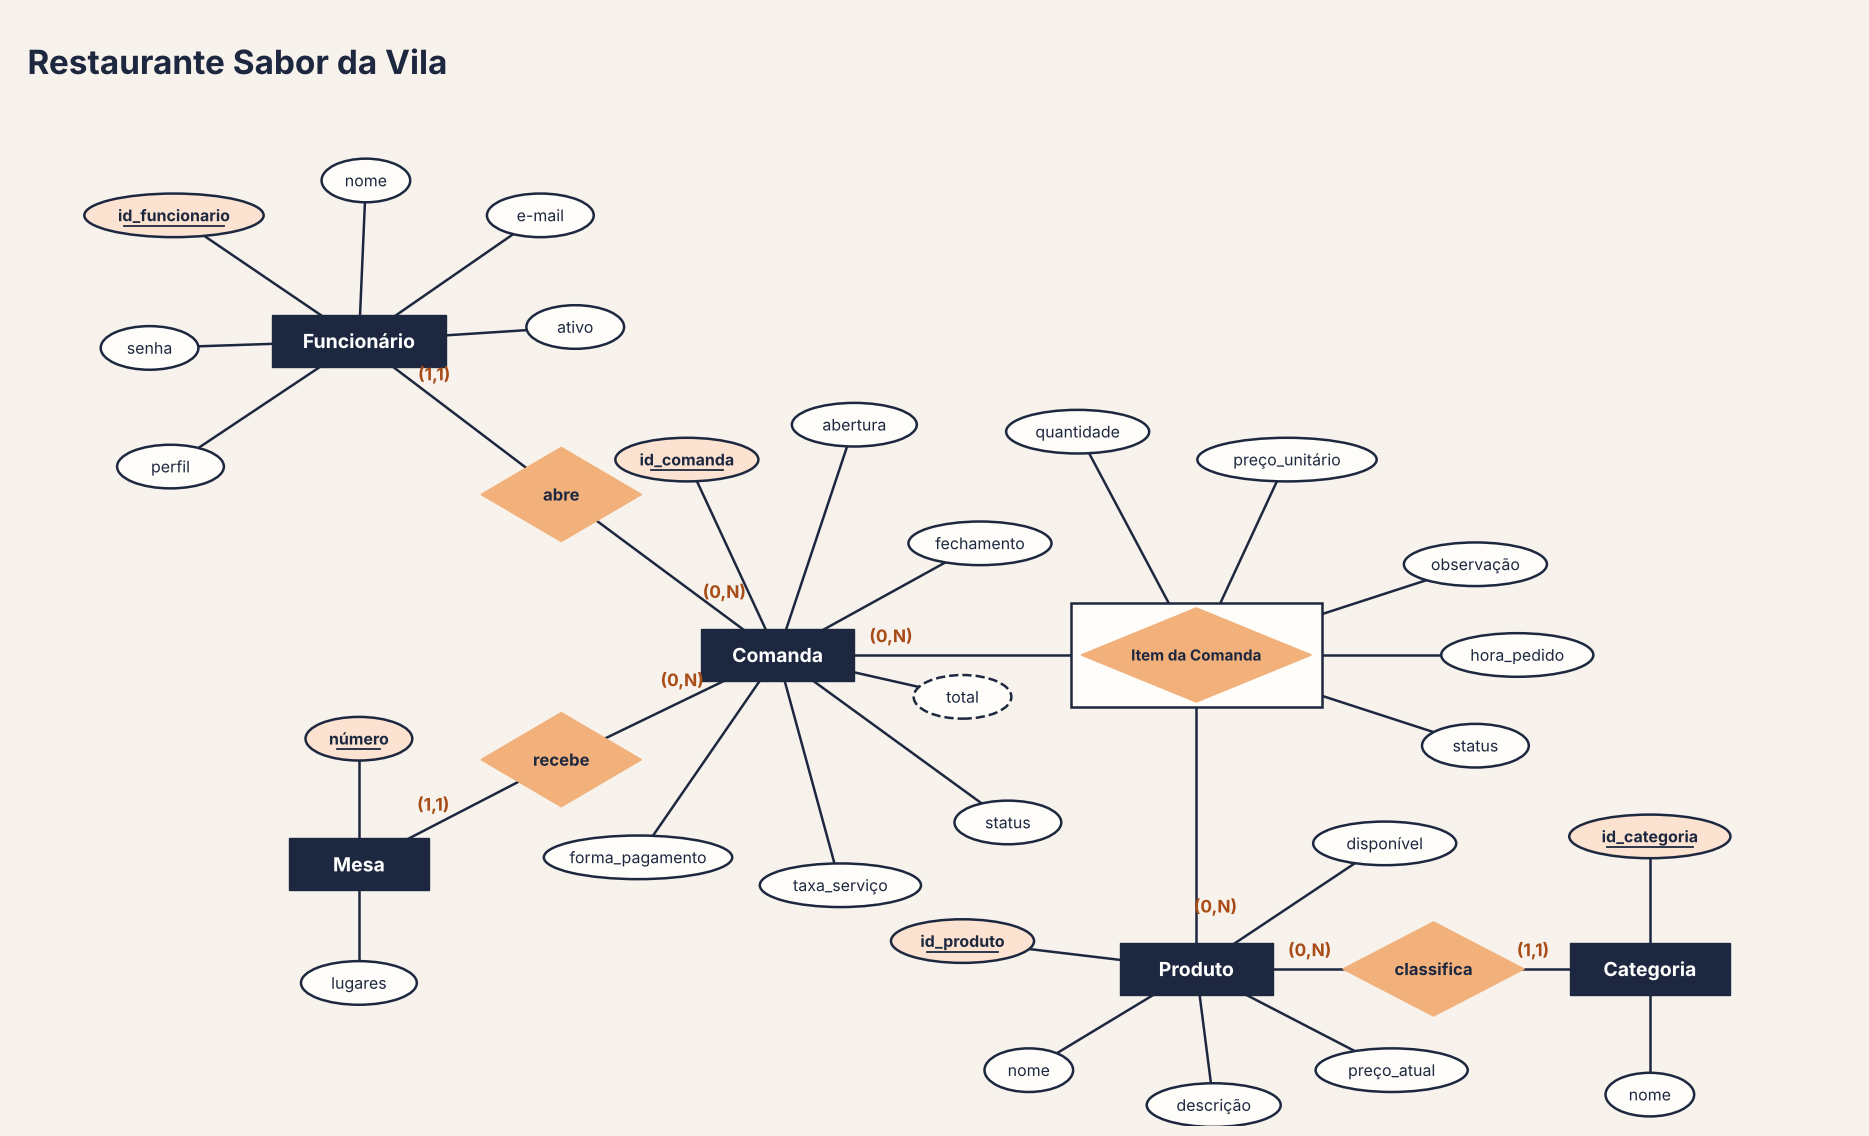 Restaurante Sabor da Vila
nome
id_funcionario
e-mail
ativo
Funcionário
senha
(1,1)
perfil
abre
id_comanda
abertura
quantidade
preço_unitário
fechamento
observação
(0,N)
(0,N)
Comanda
Item da Comanda
hora_pedido
(0,N)
total
número
recebe
status
(1,1)
status
Mesa
forma_pagamento
taxa_serviço
disponível
id_categoria
(0,N)
id_produto
(0,N)
(1,1)
Produto
classifica
Categoria
lugares
nome
preço_atual
descrição
nome